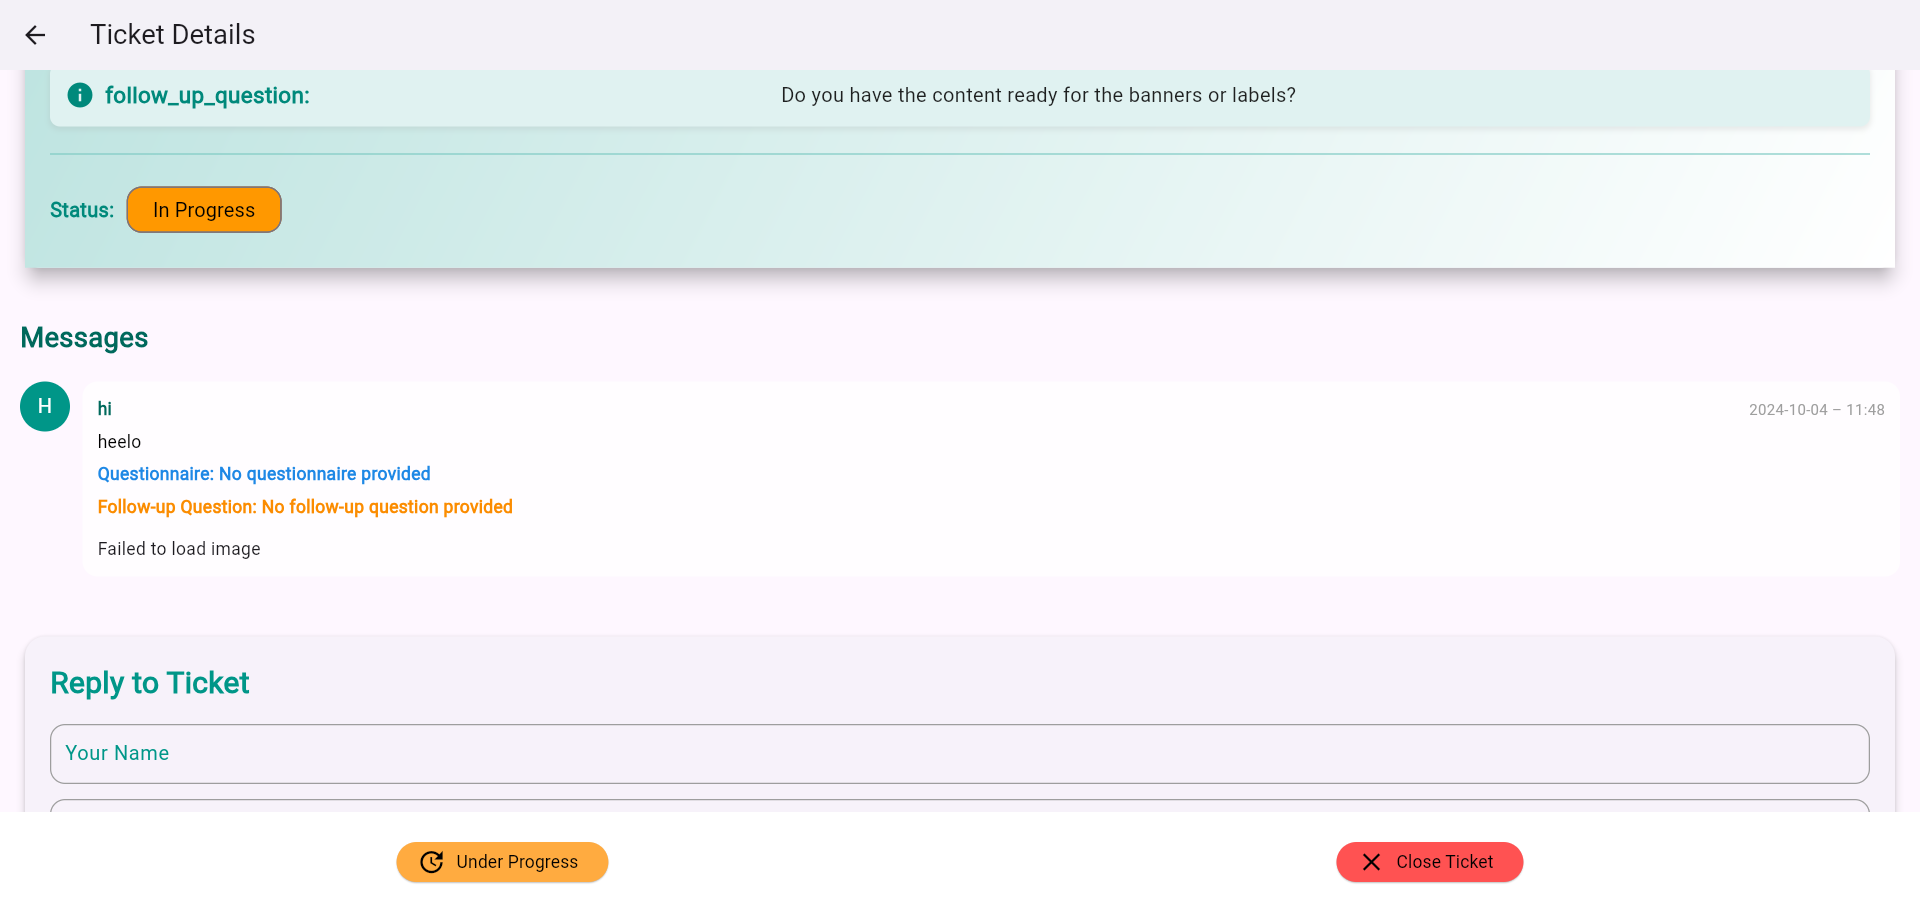 Ticket Details
follow_up_question: Do you have the content ready for the banners or labels?
Status: In Progress
Messages
H
hi 2024-10-04 – 11:48
heelo
Questionnaire: No questionnaire provided
Follow-up Question: No follow-up question provided
Failed to load image
Reply to Ticket
Your Name
Under Progress Close Ticket